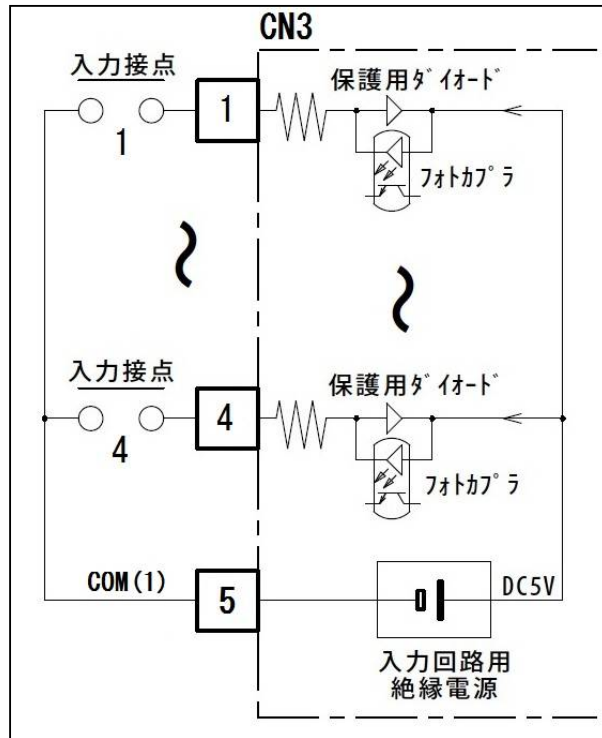 CN3
入力接点
1
1
保護用ﾀﾞｲｵｰﾄﾞ
ﾌｫﾄｶﾌﾟﾗ
入力接点
4
4
保護用ﾀﾞｲｵｰﾄﾞ
ﾌｫﾄｶﾌﾟﾗ
COM(1)
5
DC5V
入力回路用
絶縁電源